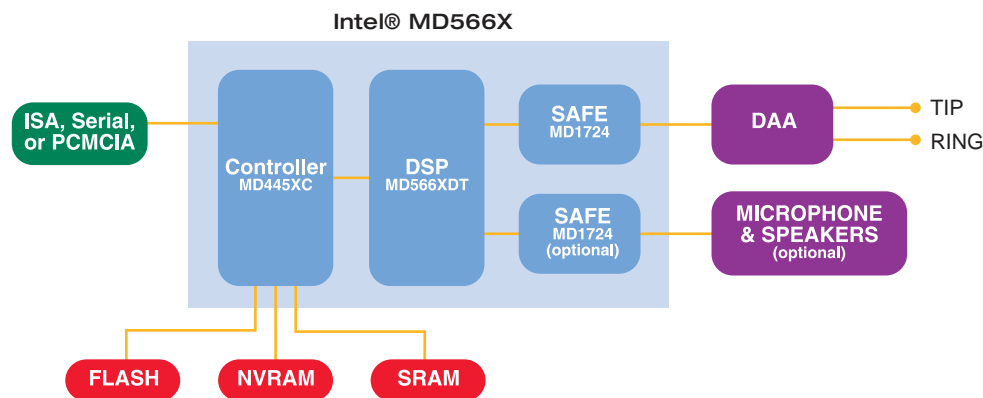 Intel® MD566X
ISA, Serial,
or PCMCIA
Controller
MD445XC
DSP
MD566XDT
SAFE
MD1724
DAA
TIP
RING
SAFE
MD1724
(optional)
MICROPHONE
& SPEAKERS
(optional)
FLASH
NVRAM
SRAM